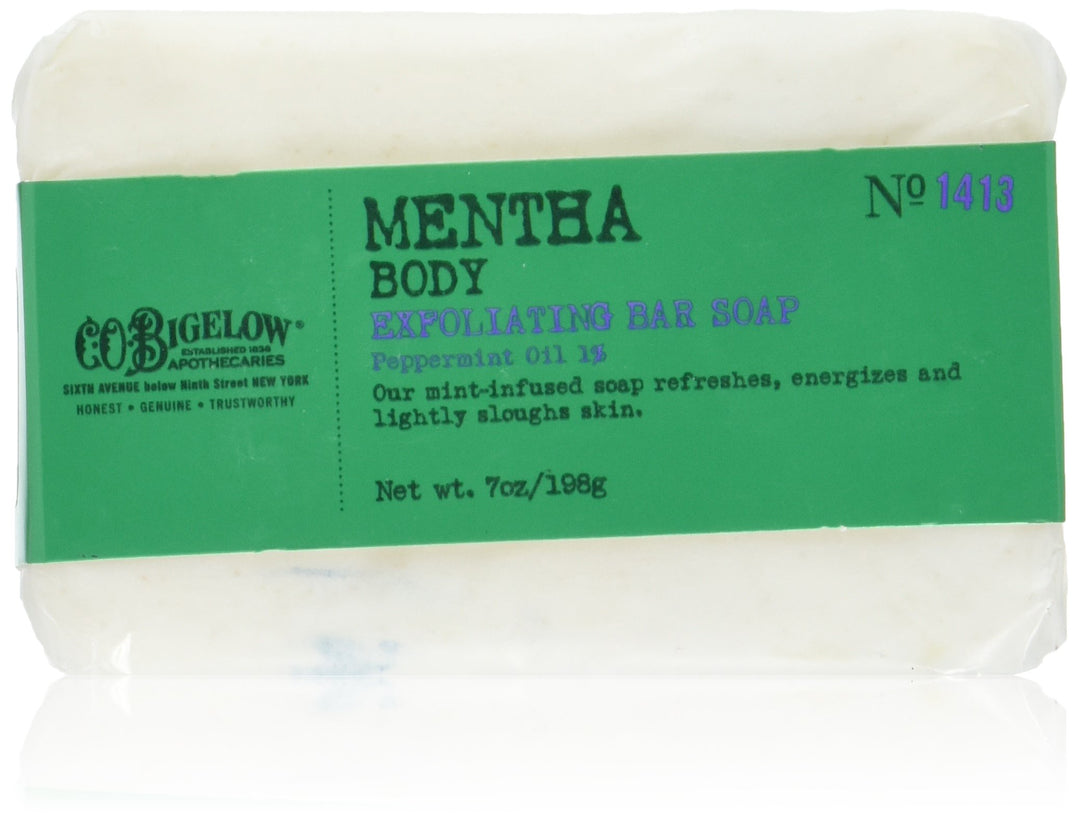 C.O. BIGELOW®
ESTABLISHED 1838
APOTHECARIES
SIXTH AVENUE below Ninth Street NEW YORK
HONEST • GENUINE • TRUSTWORTHY
MENTHA
BODY
EXFOLIATING BAR SOAP
Peppermint Oil 1%
Our mint-infused soap refreshes, energizes and
lightly sloughs skin.
Net wt. 7oz/198g
Nº 1413